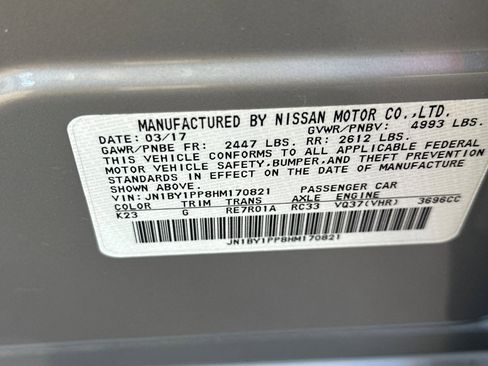 MANUFACTURED BY NISSAN MOTOR CO.,LTD.
DATE: 03/17 GVWR/PNBV: 4993 LBS.
GAWR/PNBE FR: 2447 LBS. RR: 2612 LBS.
THIS VEHICLE CONFORMS TO ALL APPLICABLE FEDERAL
MOTOR VEHICLE SAFETY,BUMPER,AND THEFT PREVENTION
STANDARDS IN EFFECT ON THE DATE OF MANUFACTURE
SHOWN ABOVE.
VIN: JN1BY1PP8HM170821 PASSENGER CAR
COLOR TRIM TRANS AXLE ENGINE
K23 G RE7R01A RC33 VQ37(VHR) 3696CC
JN1BY1PP8HM170821